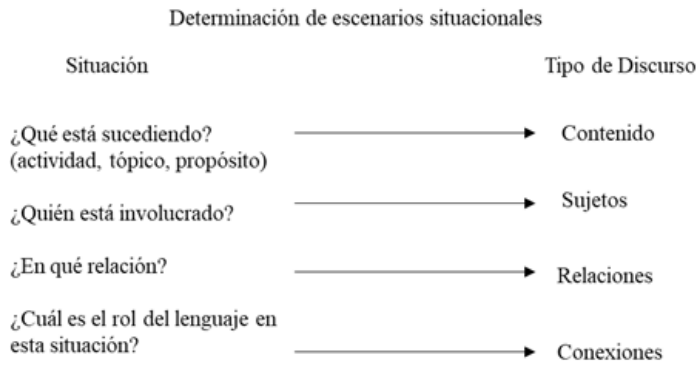 Determinación de escenarios situacionales
Situación
Tipo de Discurso
¿Qué está sucediendo?
(actividad, tópico, propósito)
Contenido
¿Quién está involucrado?
Sujetos
¿En qué relación?
Relaciones
¿Cuál es el rol del lenguaje en
esta situación?
Conexiones